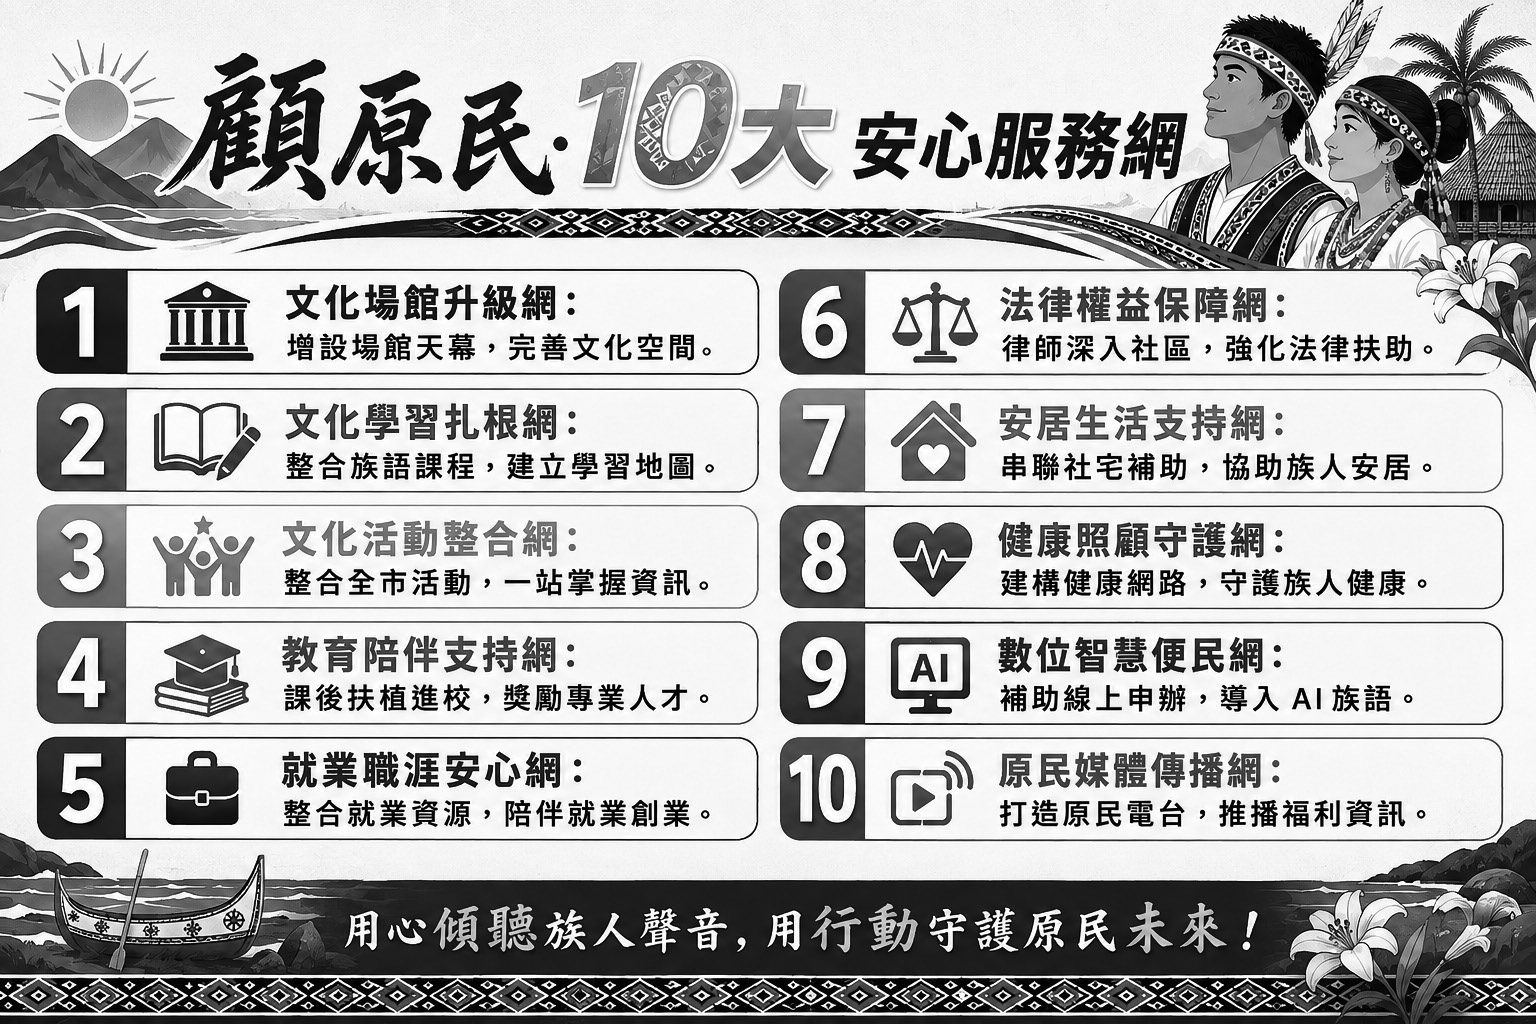 顧原民·10大 安心服務網
1
文化場館升級網：
增設場館天幕，完善文化空間。
2
文化學習扎根網：
整合族語課程，建立學習地圖。
3
文化活動整合網：
整合全市活動，一站掌握資訊。
4
教育陪伴支持網：
課後扶植進校，獎勵專業人才。
5
就業職涯安心網：
整合就業資源，陪伴就業創業。
6
法律權益保障網：
律師深入社區，強化法律扶助。
7
安居生活支持網：
串聯社宅補助，協助族人安居。
8
健康照顧守護網：
建構健康網路，守護族人健康。
9
AI
數位智慧便民網：
補助線上申辦，導入 AI 族語。
10
原民媒體傳播網：
打造原民電台，推播福利資訊。
用心傾聽族人聲音，用行動守護原民未來！